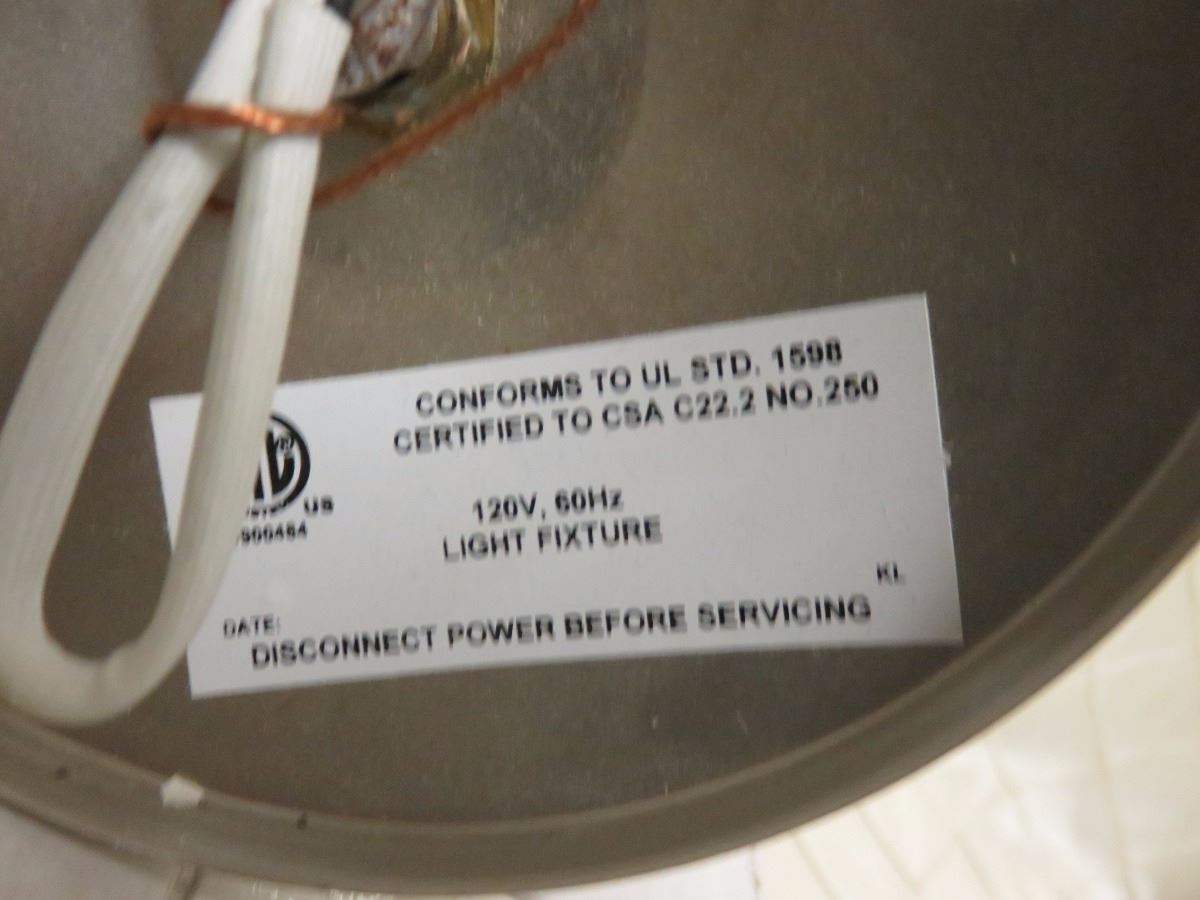 CONFORMS TO UL STD. 1598
CERTIFIED TO CSA C22.2 NO.250
US
900484
120V, 60Hz
LIGHT FIXTURE
KL
DATE:
DISCONNECT POWER BEFORE SERVICING